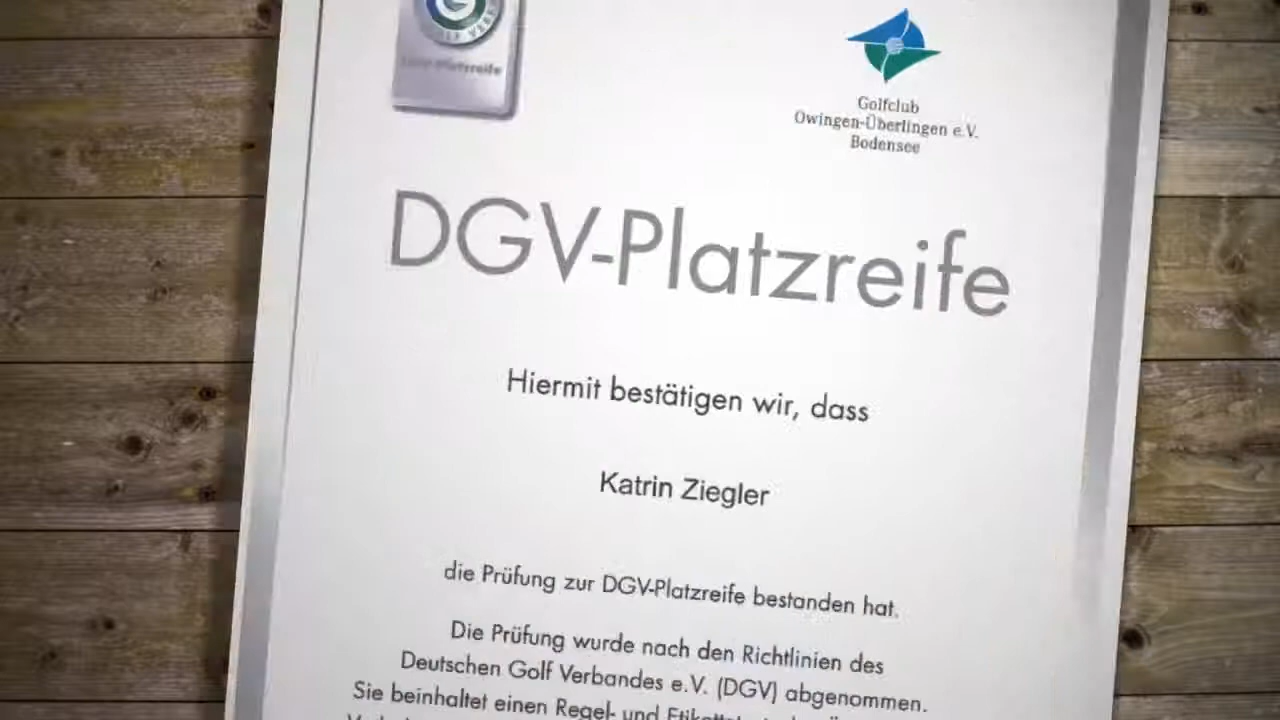 Golfclub
Owingen-Überlingen e.V.
Bodensee
DGV-Platzreife
Hiermit bestätigen wir, dass
Katrin Ziegler
die Prüfung zur DGV-Platzreife bestanden hat.
Die Prüfung wurde nach den Richtlinien des
Deutschen Golf Verbandes e.V. (DGV) abgenommen.
Sie beinhaltet einen Regel- und